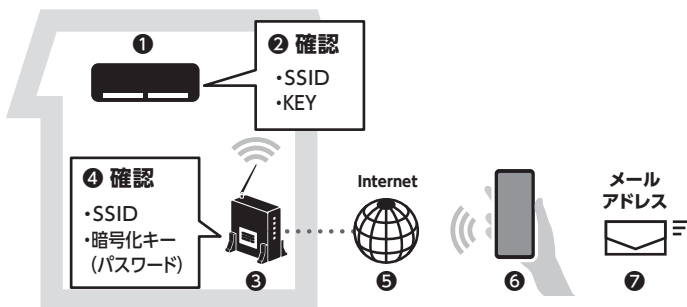 ❶
❷ 確認
・SSID
・KEY
❹ 確認
・SSID
・暗号化キー
（パスワード）
❸
Internet
❺
❻
メール
アドレス
❼